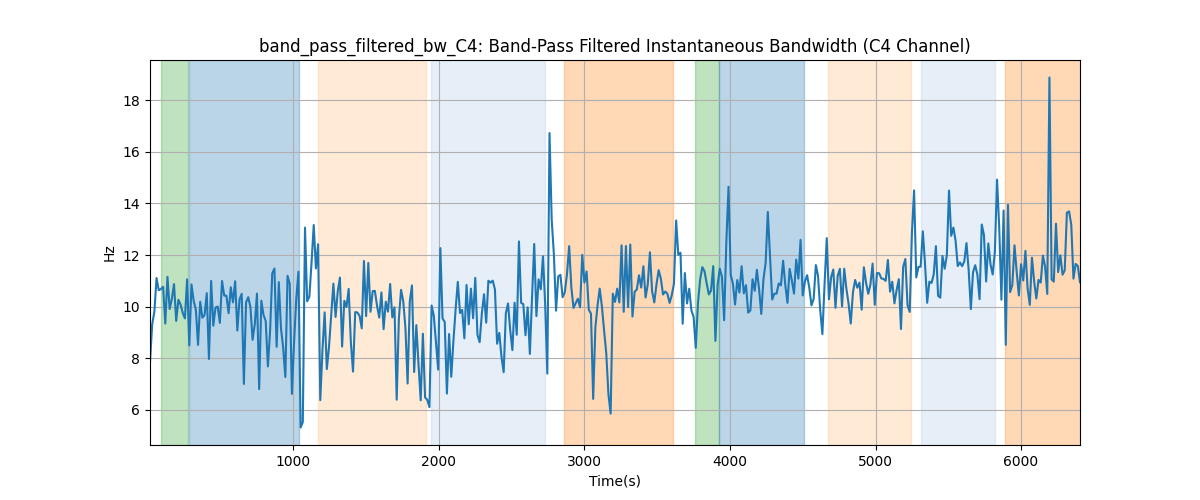 band_pass_filtered_bw_C4: Band-Pass Filtered Instantaneous Bandwidth (C4 Channel)
18
16
14
12
10
8
6
Hz
1000 2000 3000 4000 5000 6000
Time(s)